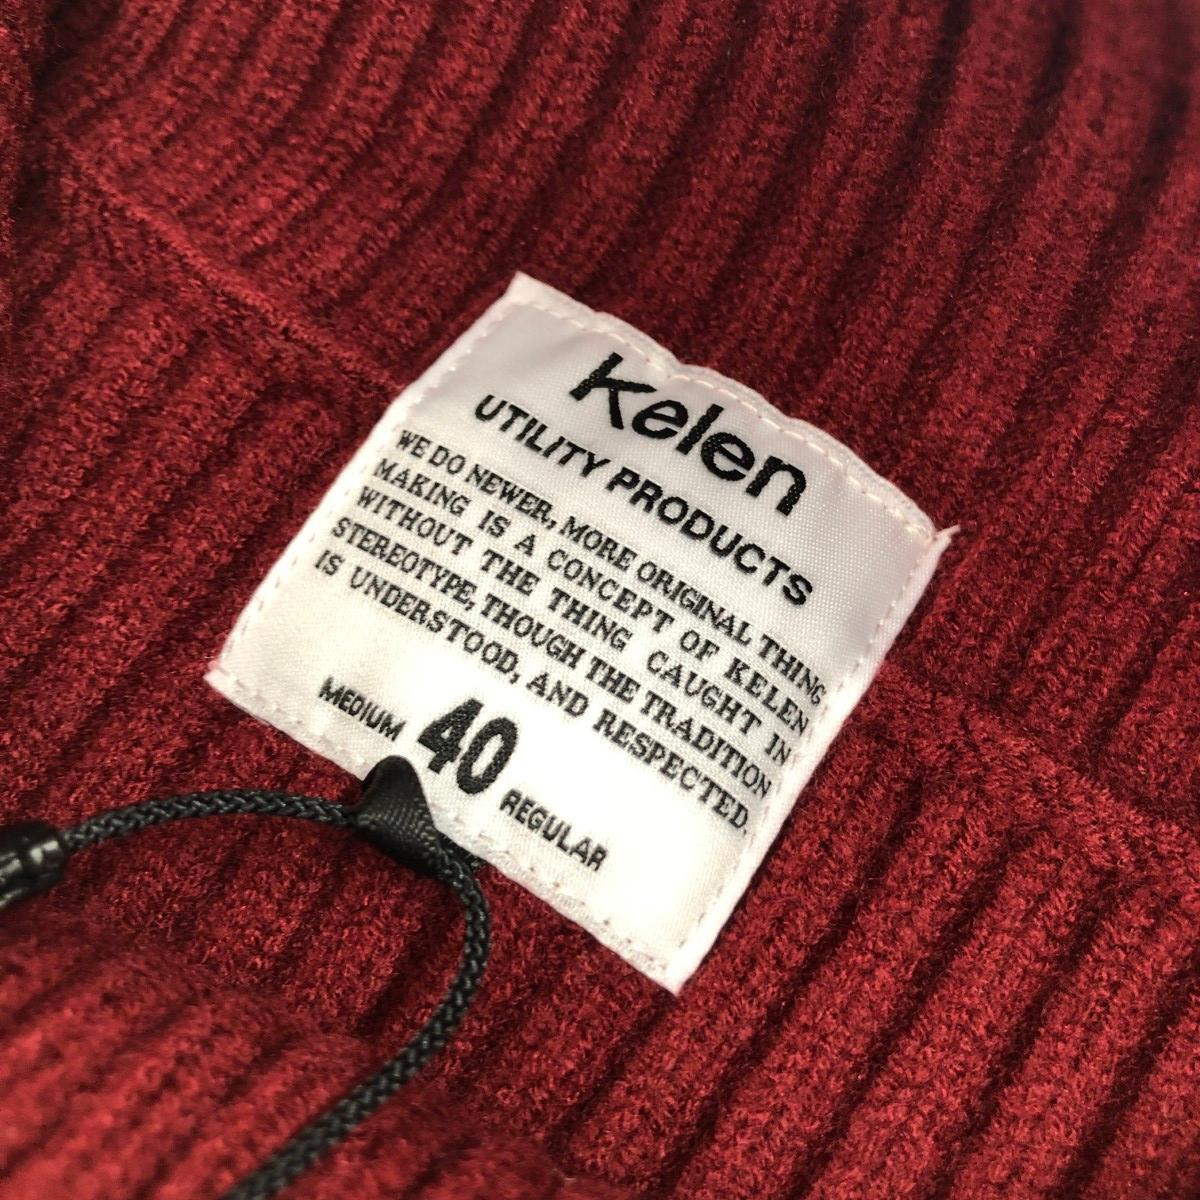 Kelen
UTILITY PRODUCTS
WE DO NEWER, MORE ORIGINAL THING
MAKING IS A CONCEPT OF KELEN
WITHOUT THE THING CAUGHT IN
STEREOTYPE, THOUGH THE TRADITION
IS UNDERSTOOD, AND RESPECTED.
MEDIUM 40 REGULAR